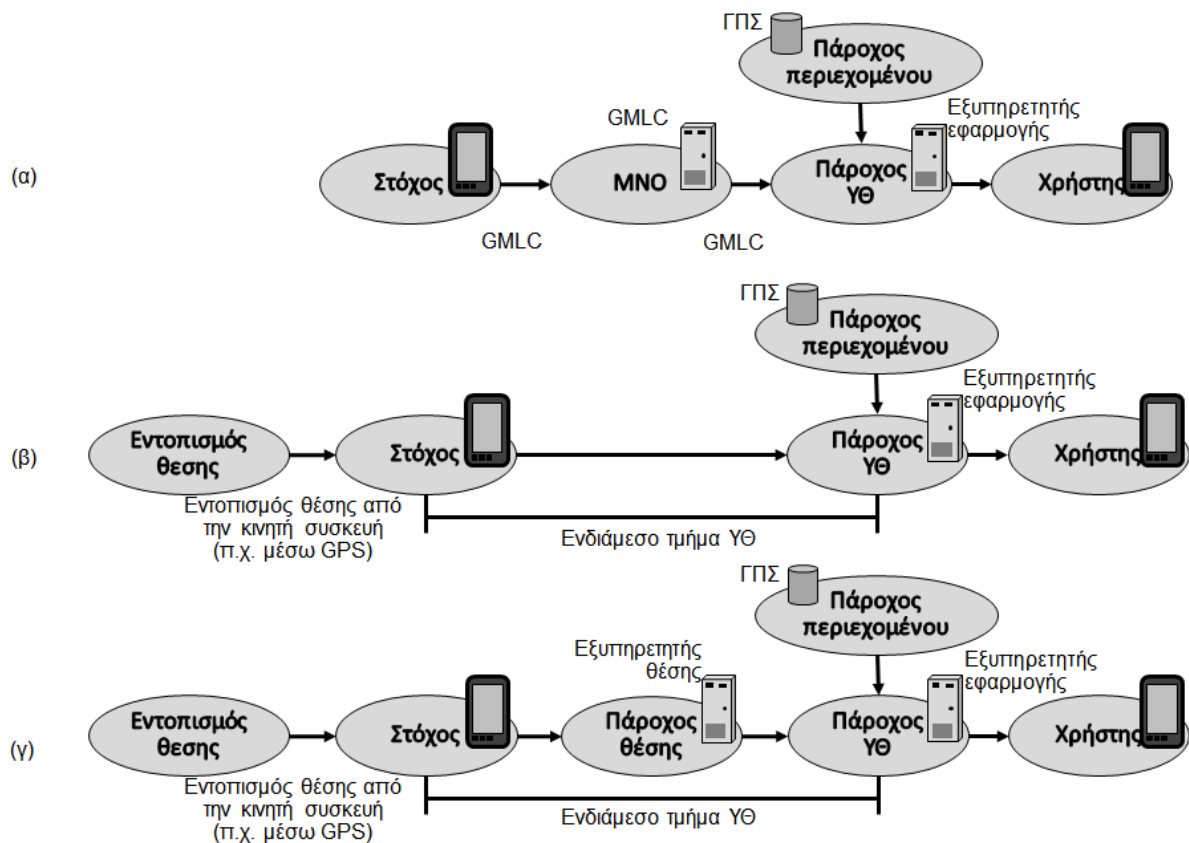 ΓΠΣ
Πάροχος
περιεχομένου
GMLC
Εξυπηρετητής
εφαρμογής
(α)
Στόχος
MNO
Πάροχος
ΥΘ
Χρήστης
GMLC
GMLC
ΓΠΣ
Πάροχος
περιεχομένου
Εξυπηρετητής
εφαρμογής
(β)
Εντοπισμός
θεσης
Στόχος
Πάροχος
ΥΘ
Χρήστης
Εντοπισμός θέσης από
την κινητή συσκευή
(π.χ. μέσω GPS)
Ενδιάμεσο τμήμα ΥΘ
ΓΠΣ
Πάροχος
περιεχομένου
Εξυπηρετητής
θέσης
Εξυπηρετητής
εφαρμογής
(γ)
Εντοπισμός
θεσης
Στόχος
Πάροχος
θέσης
Πάροχος
ΥΘ
Χρήστης
Εντοπισμός θέσης από
την κινητή συσκευή
(π.χ. μέσω GPS)
Ενδιάμεσο τμήμα ΥΘ